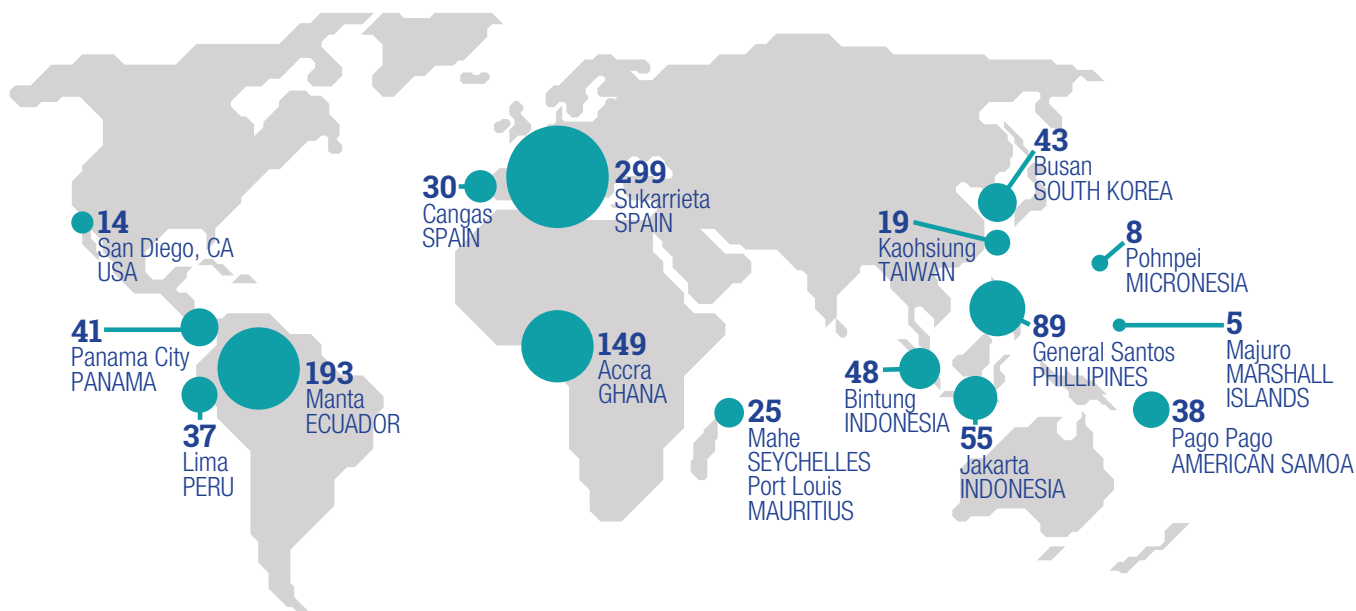 14
San Diego, CA
USA
41
Panama City
PANAMA
37
Lima
PERU
193
Manta
ECUADOR
30
Cangas
SPAIN
299
Sukarrieta
SPAIN
149
Accra
GHANA
25
Mahe
SEYCHELLES
Port Louis
MAURITIUS
43
Busan
SOUTH KOREA
19
Kaohsiung
TAIWAN
8
Pohnpei
MICRONESIA
89
General Santos
PHILLIPINES
5
Majuro
MARSHALL
ISLANDS
48
Bintung
INDONESIA
55
Jakarta
INDONESIA
38
Pago Pago
AMERICAN SAMOA